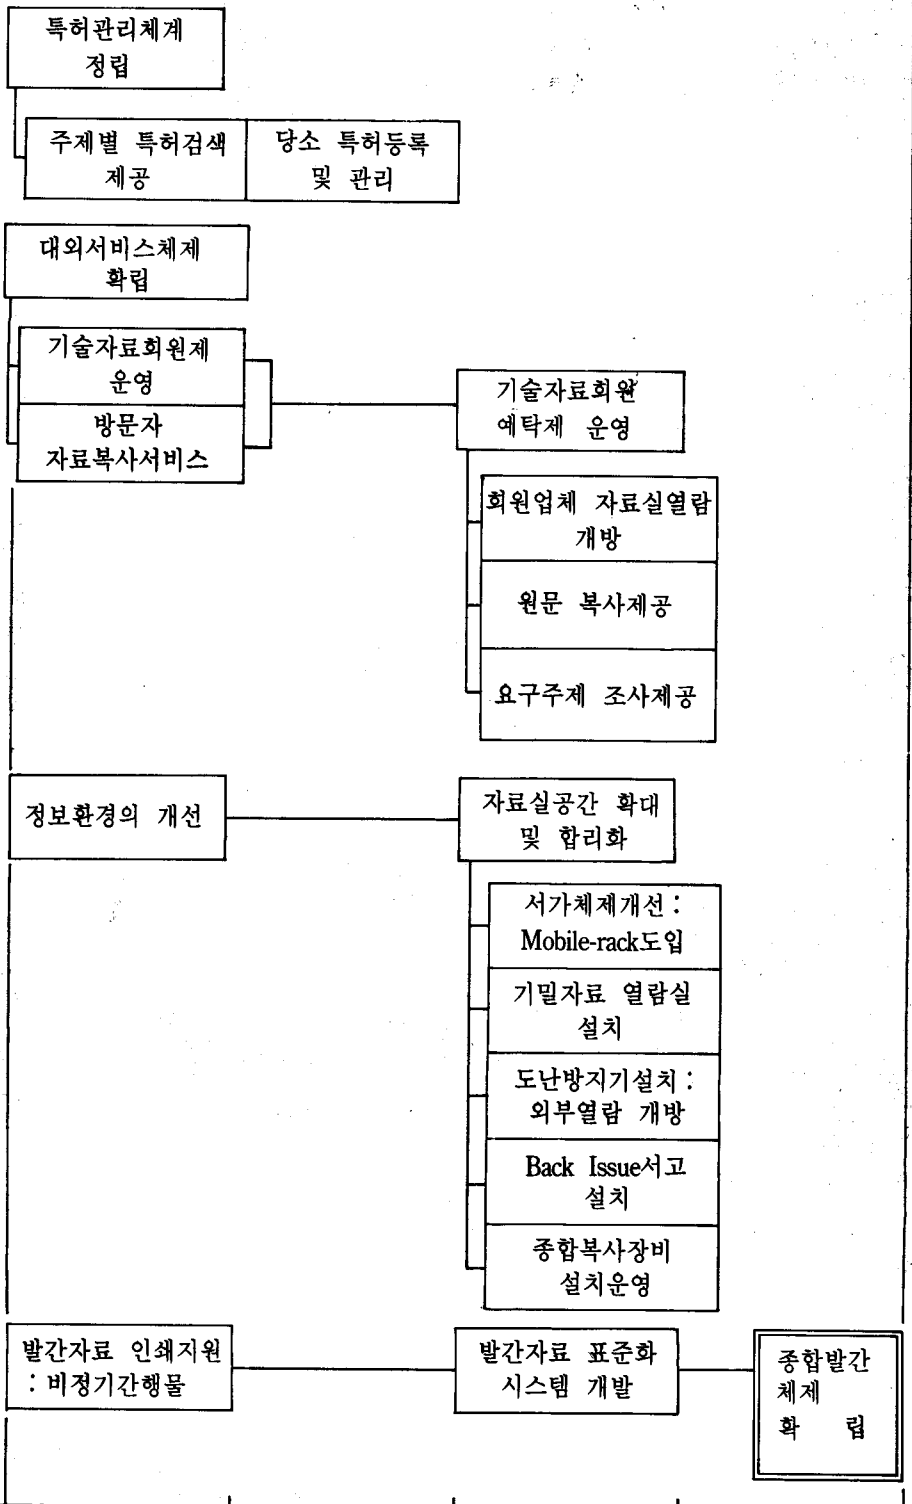 특허관리체계
정립
주제별 특허검색
제공
당소 특허등록
및 관리
대외서비스체제
확립
기술자료회원제
운영
방문자
자료복사서비스
기술자료회원
예탁제 운영
회원업체 자료실열람
개방
원문 복사제공
요구주제 조사제공
정보환경의 개선
자료실공간 확대
및 합리화
서가체제개선 :
Mobile-rack도입
기밀자료 열람실
설치
도난방지기설치 :
외부열람 개방
Back Issue서고
설치
종합복사장비
설치운영
발간자료 인쇄지원
: 비정기간행물
발간자료 표준화
시스템 개발
종합발간
체제
확 립